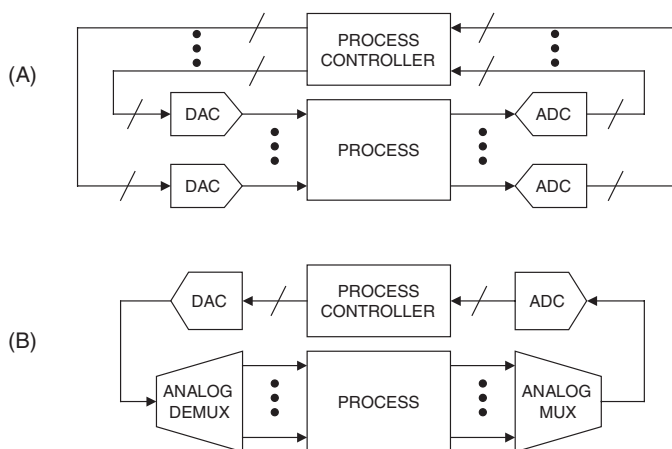 (A)
PROCESS
CONTROLLER
DAC
PROCESS
ADC
DAC
ADC
(B)
DAC
PROCESS
CONTROLLER
ADC
ANALOG
DEMUX
PROCESS
ANALOG
MUX